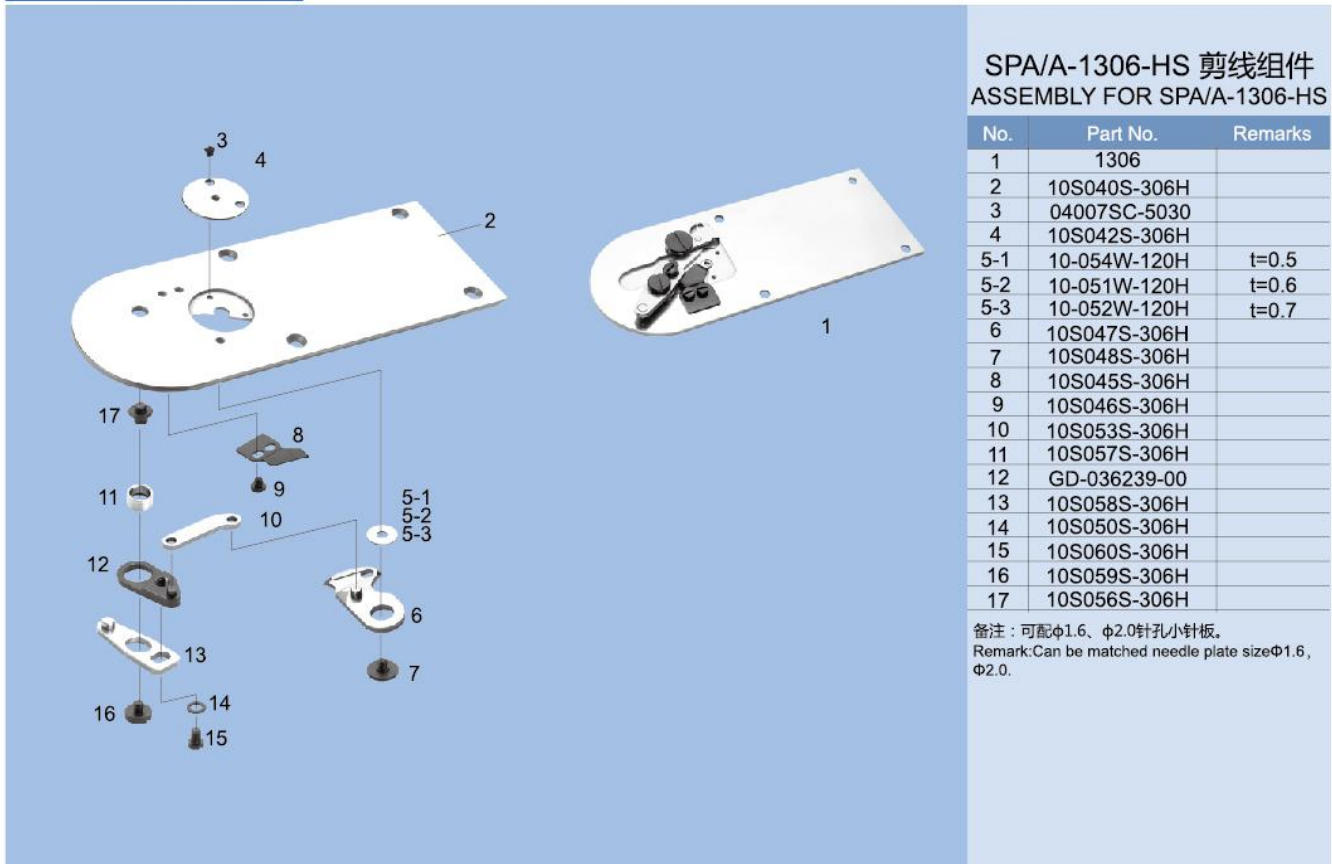 SPA/A-1306-HS 剪线组件
ASSEMBLY FOR SPA/A-1306-HS
No. Part No. Remarks
1 1306
2 10S040S-306H
3 04007SC-5030
4 10S042S-306H
5-1 10-054W-120H t=0.5
5-2 10-051W-120H t=0.6
5-3 10-052W-120H t=0.7
6 10S047S-306H
7 10S048S-306H
8 10S045S-306H
9 10S046S-306H
10 10S053S-306H
11 10S057S-306H
12 GD-036239-00
13 10S058S-306H
14 10S050S-306H
15 10S060S-306H
16 10S059S-306H
17 10S056S-306H
备注：可配ф1.6、ф2.0针孔小针板。
Remark:Can be matched needle plate sizeΦ1.6,
Φ2.0.
3
4
2
1
17
8
9
11
10
5-1
5-2
5-3
12
6
13
7
14
16
15